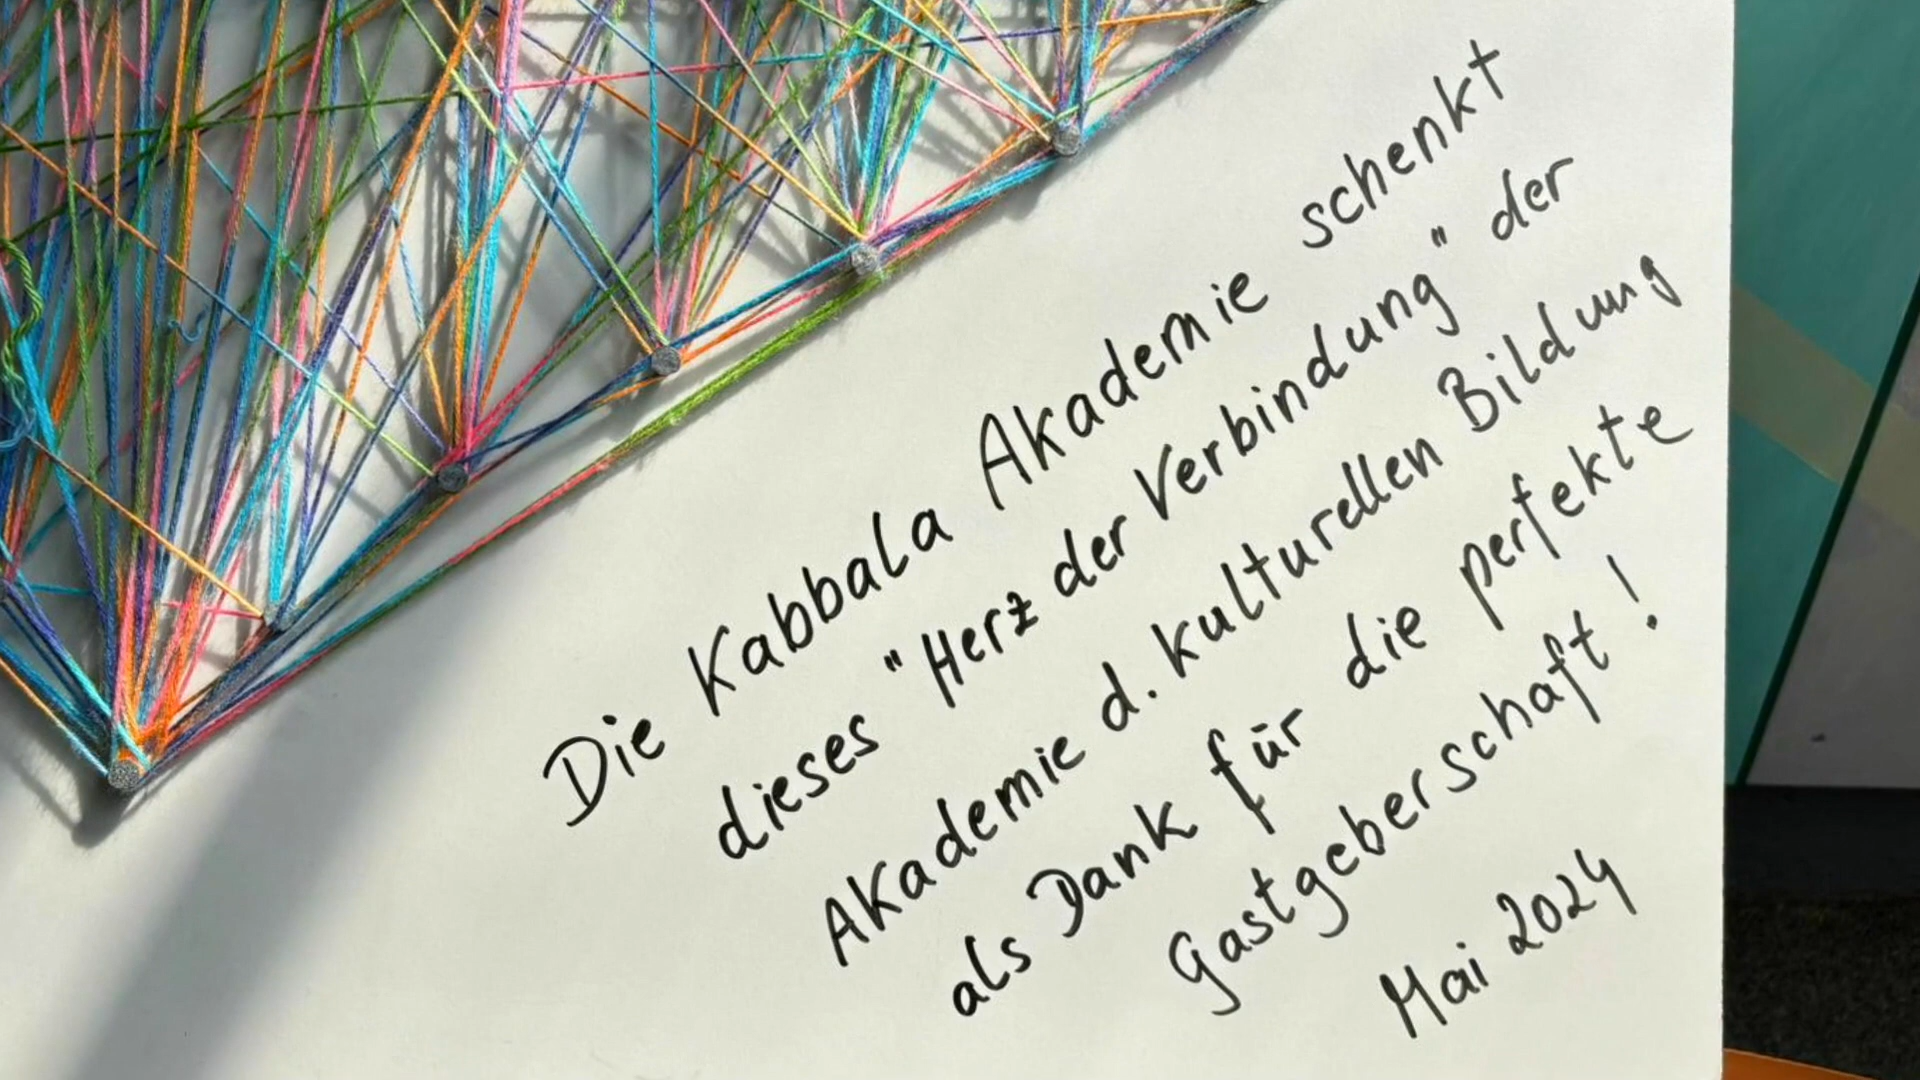 Die Kabbala Akademie schenkt
dieses "Herz der Verbindung" der
Akademie d. kulturellen Bildung
als Dank für die perfekte
Gastgeberschaft!
Mai 2024